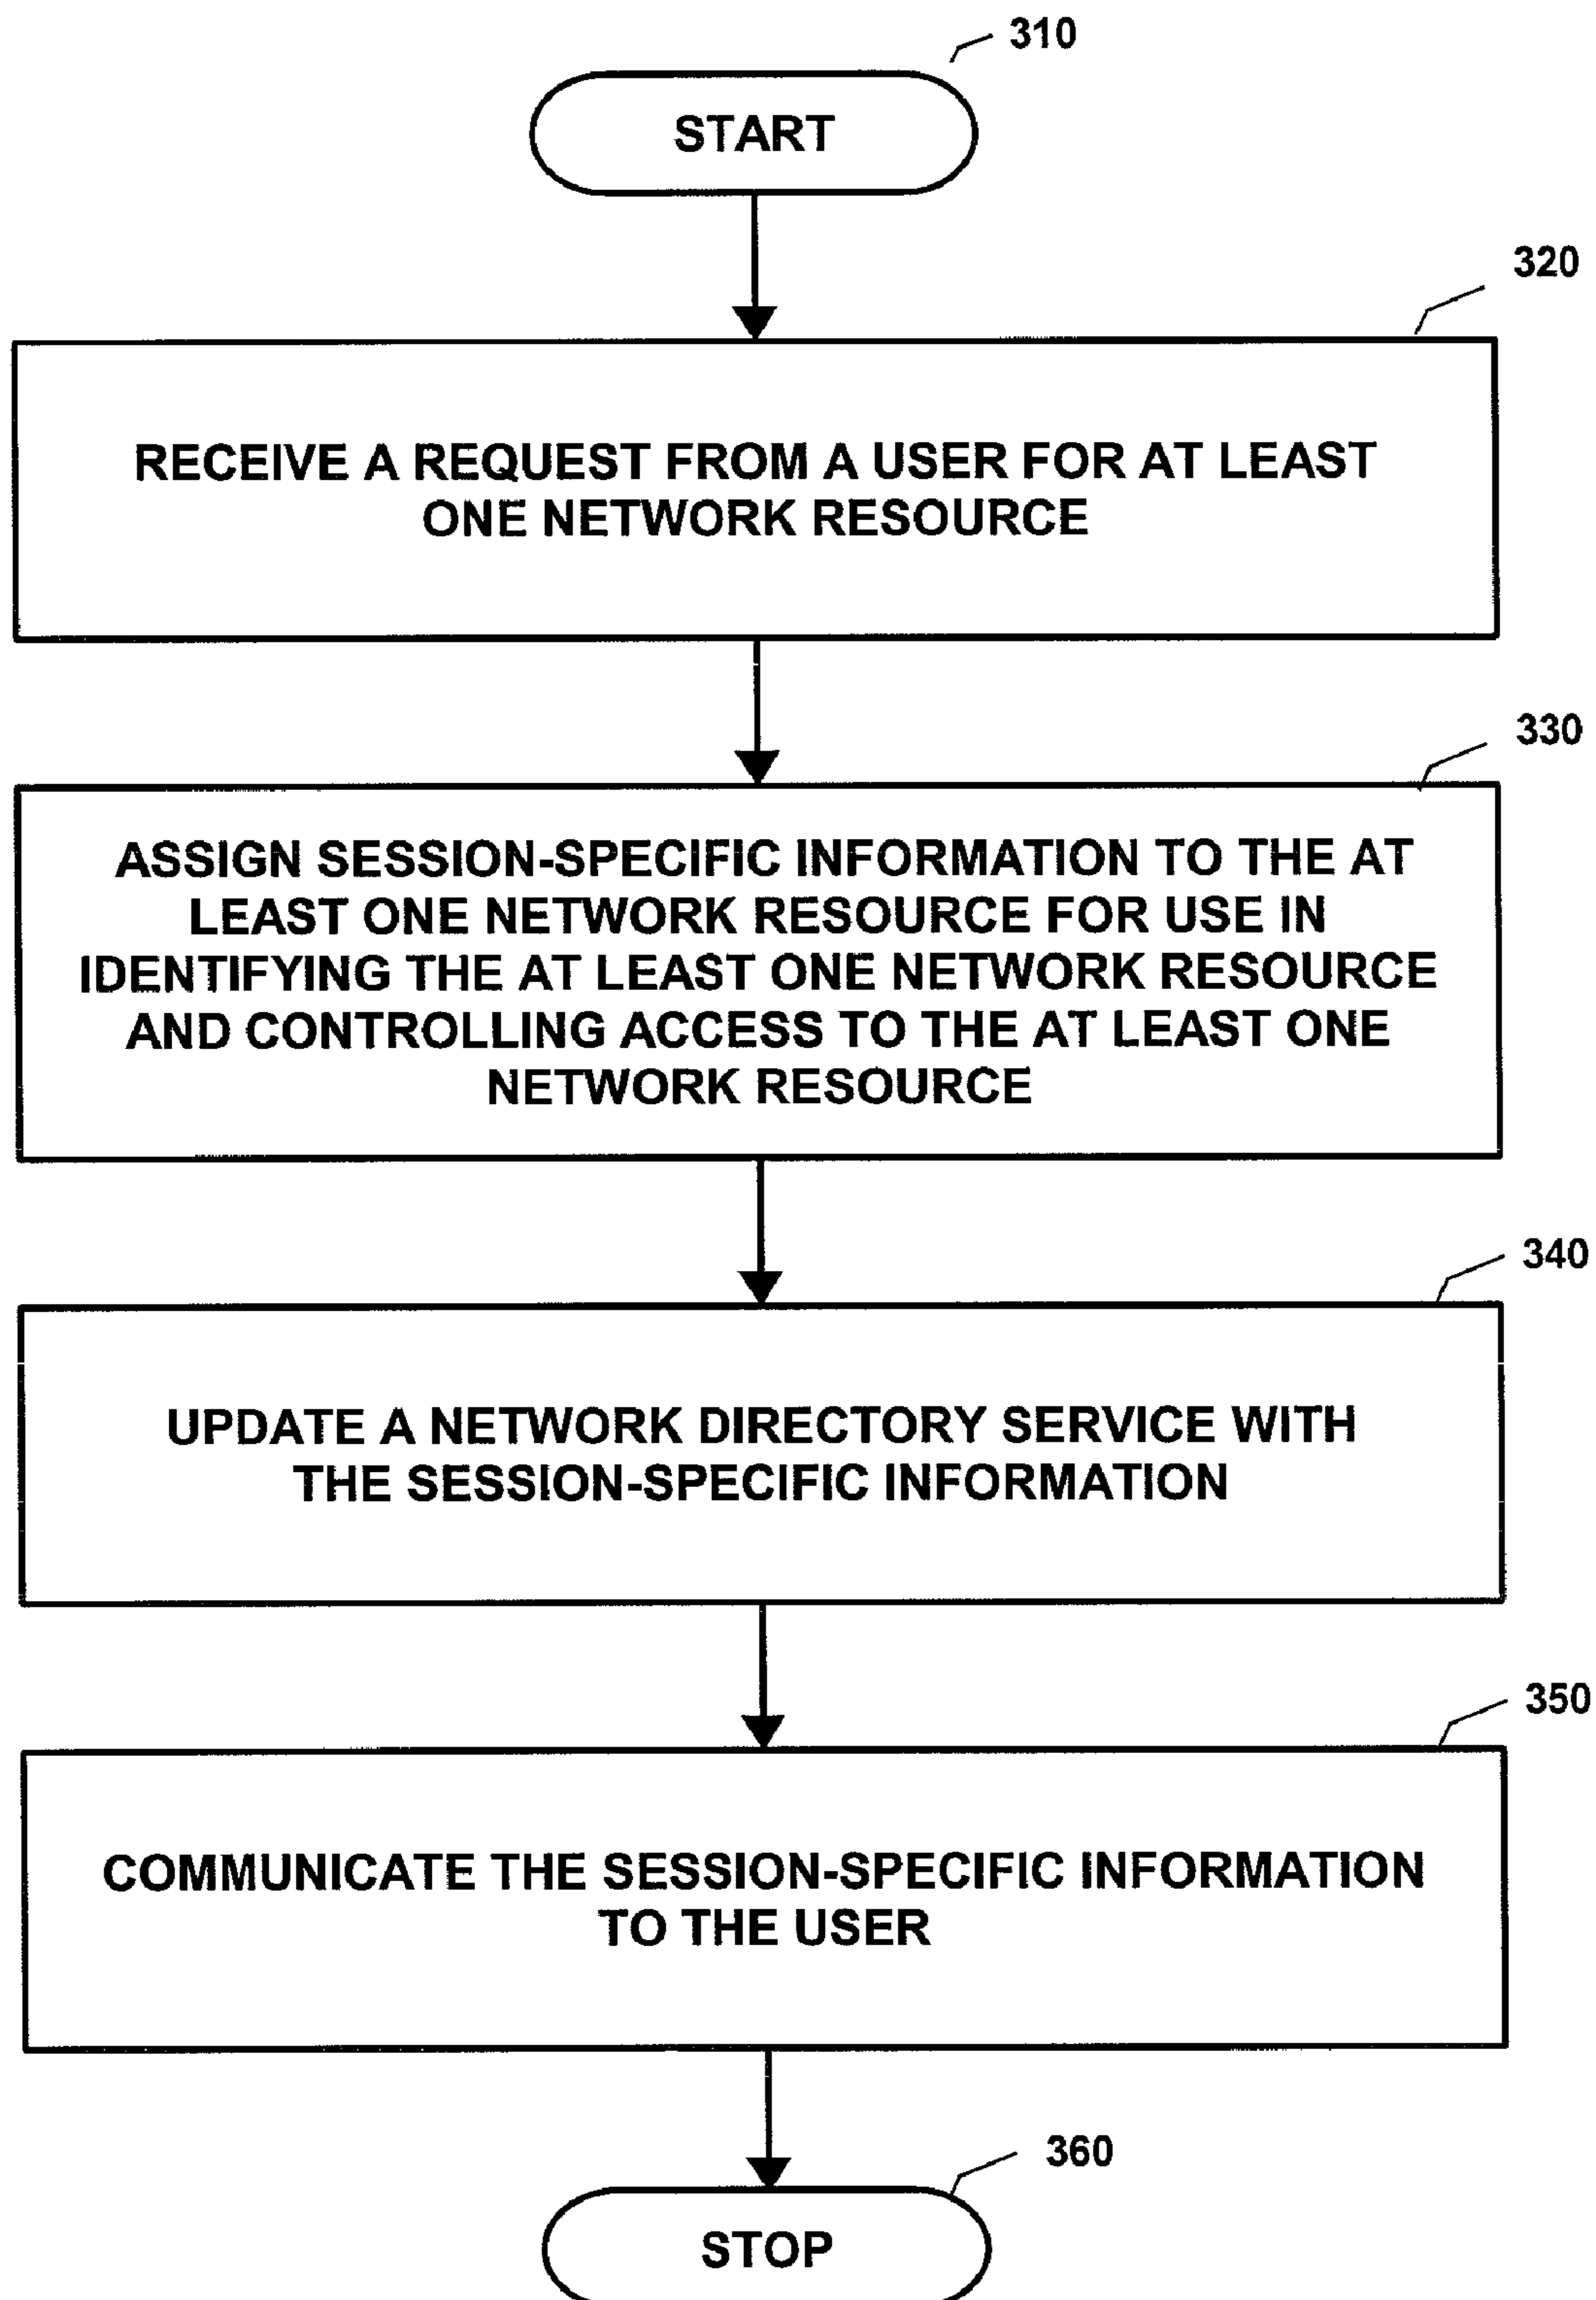 310
START
320
RECEIVE A REQUEST FROM A USER FOR AT LEAST
ONE NETWORK RESOURCE
330
ASSIGN SESSION-SPECIFIC INFORMATION TO THE AT
LEAST ONE NETWORK RESOURCE FOR USE IN
IDENTIFYING THE AT LEAST ONE NETWORK RESOURCE
AND CONTROLLING ACCESS TO THE AT LEAST ONE
NETWORK RESOURCE
340
UPDATE A NETWORK DIRECTORY SERVICE WITH
THE SESSION-SPECIFIC INFORMATION
350
COMMUNICATE THE SESSION-SPECIFIC INFORMATION
TO THE USER
360
STOP